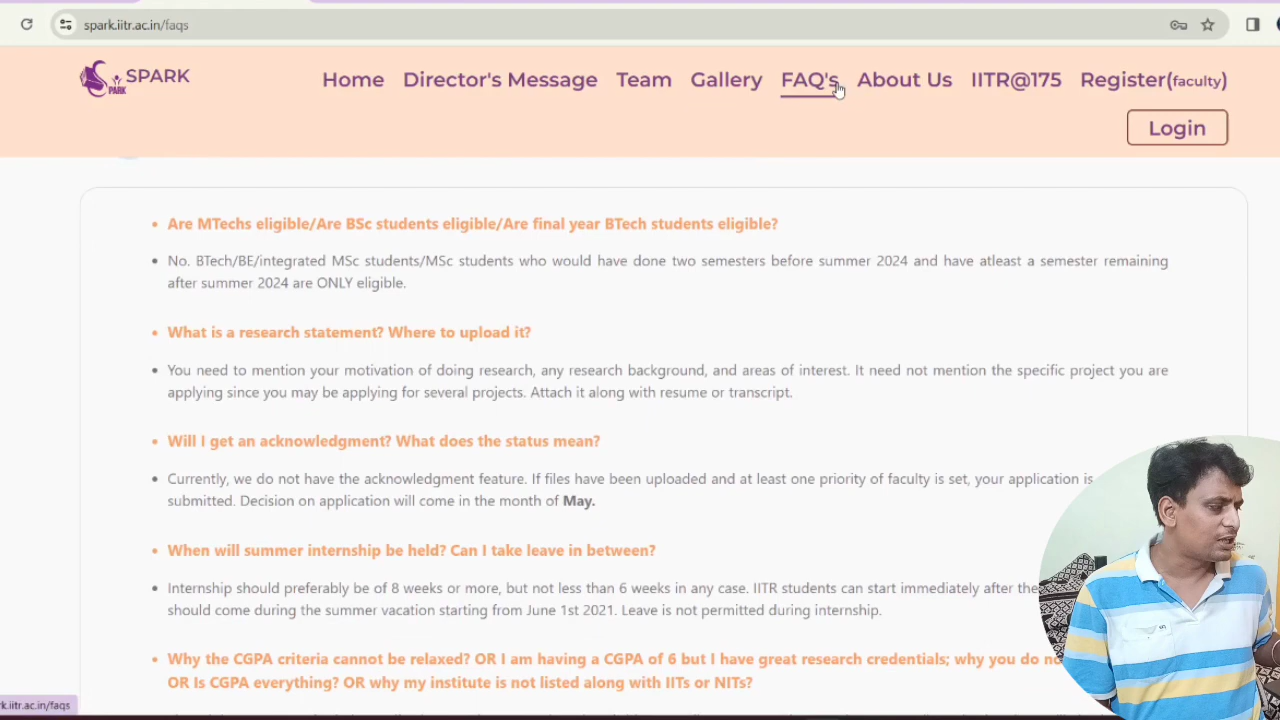 spark.iitr.ac.in/faqs
SPARK
PARK
Home Director's Message Team Gallery FAQ's About Us IITR@175 Register(faculty)
Login
Are MTechs eligible/Are BSc students eligible/Are final year BTech students eligible?
No. BTech/BE/integrated MSc students/MSc students who would have done two semesters before summer 2024 and have atleast a semester remaining
after summer 2024 are ONLY eligible.
What is a research statement? Where to upload it?
You need to mention your motivation of doing research, any research background, and areas of interest. It need not mention the specific project you are
applying since you may be applying for several projects. Attach it along with resume or transcript.
Will I get an acknowledgment? What does the status mean?
Currently, we do not have the acknowledgment feature. If files have been uploaded and at least one priority of faculty is set, your application is
submitted. Decision on application will come in the month of May.
When will summer internship be held? Can I take leave in between?
Internship should preferably be of 8 weeks or more, but not less than 6 weeks in any case. IITR students can start immediately after the
should come during the summer vacation starting from June 1st 2021. Leave is not permitted during internship.
Why the CGPA criteria cannot be relaxed? OR I am having a CGPA of 6 but I have great research credentials; why you do
OR Is CGPA everything? OR why my institute is not listed along with IITs or NITs?
rk.iitr.ac.in/faqs